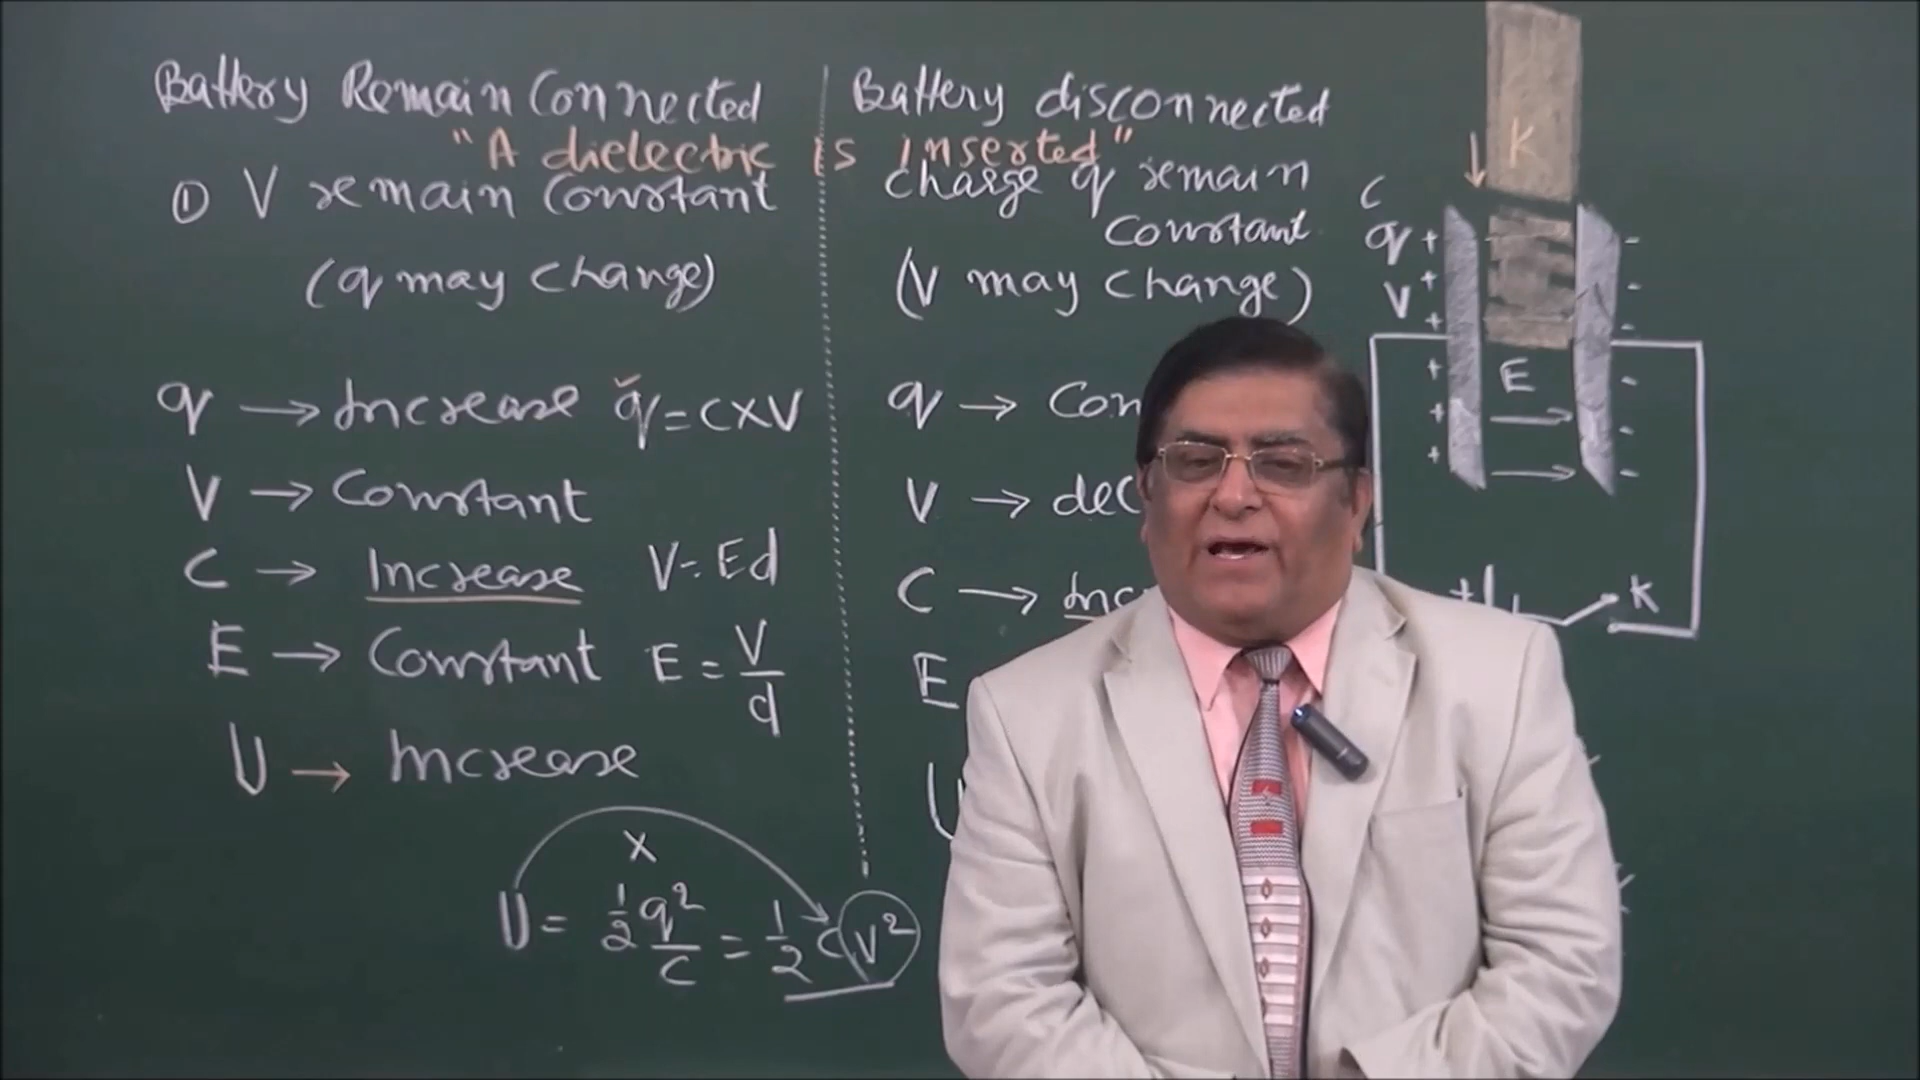 Battery Remain Connected
Battery disconnected
"A dielectric is inserted"
① V remain Constant
(q may change)
charge q remain
Constant
(V may change)
q → Increase q = C×V
V → Constant
C → Increase V = Ed
E → Constant E = V/d
U → Increase
X
U = 1/2 q²/C = 1/2 CV²
q → Con
V → dec
C → Inc
E
U
K
C
q + -
V + -
+ -
+ E -
+ -
+ -
+ K